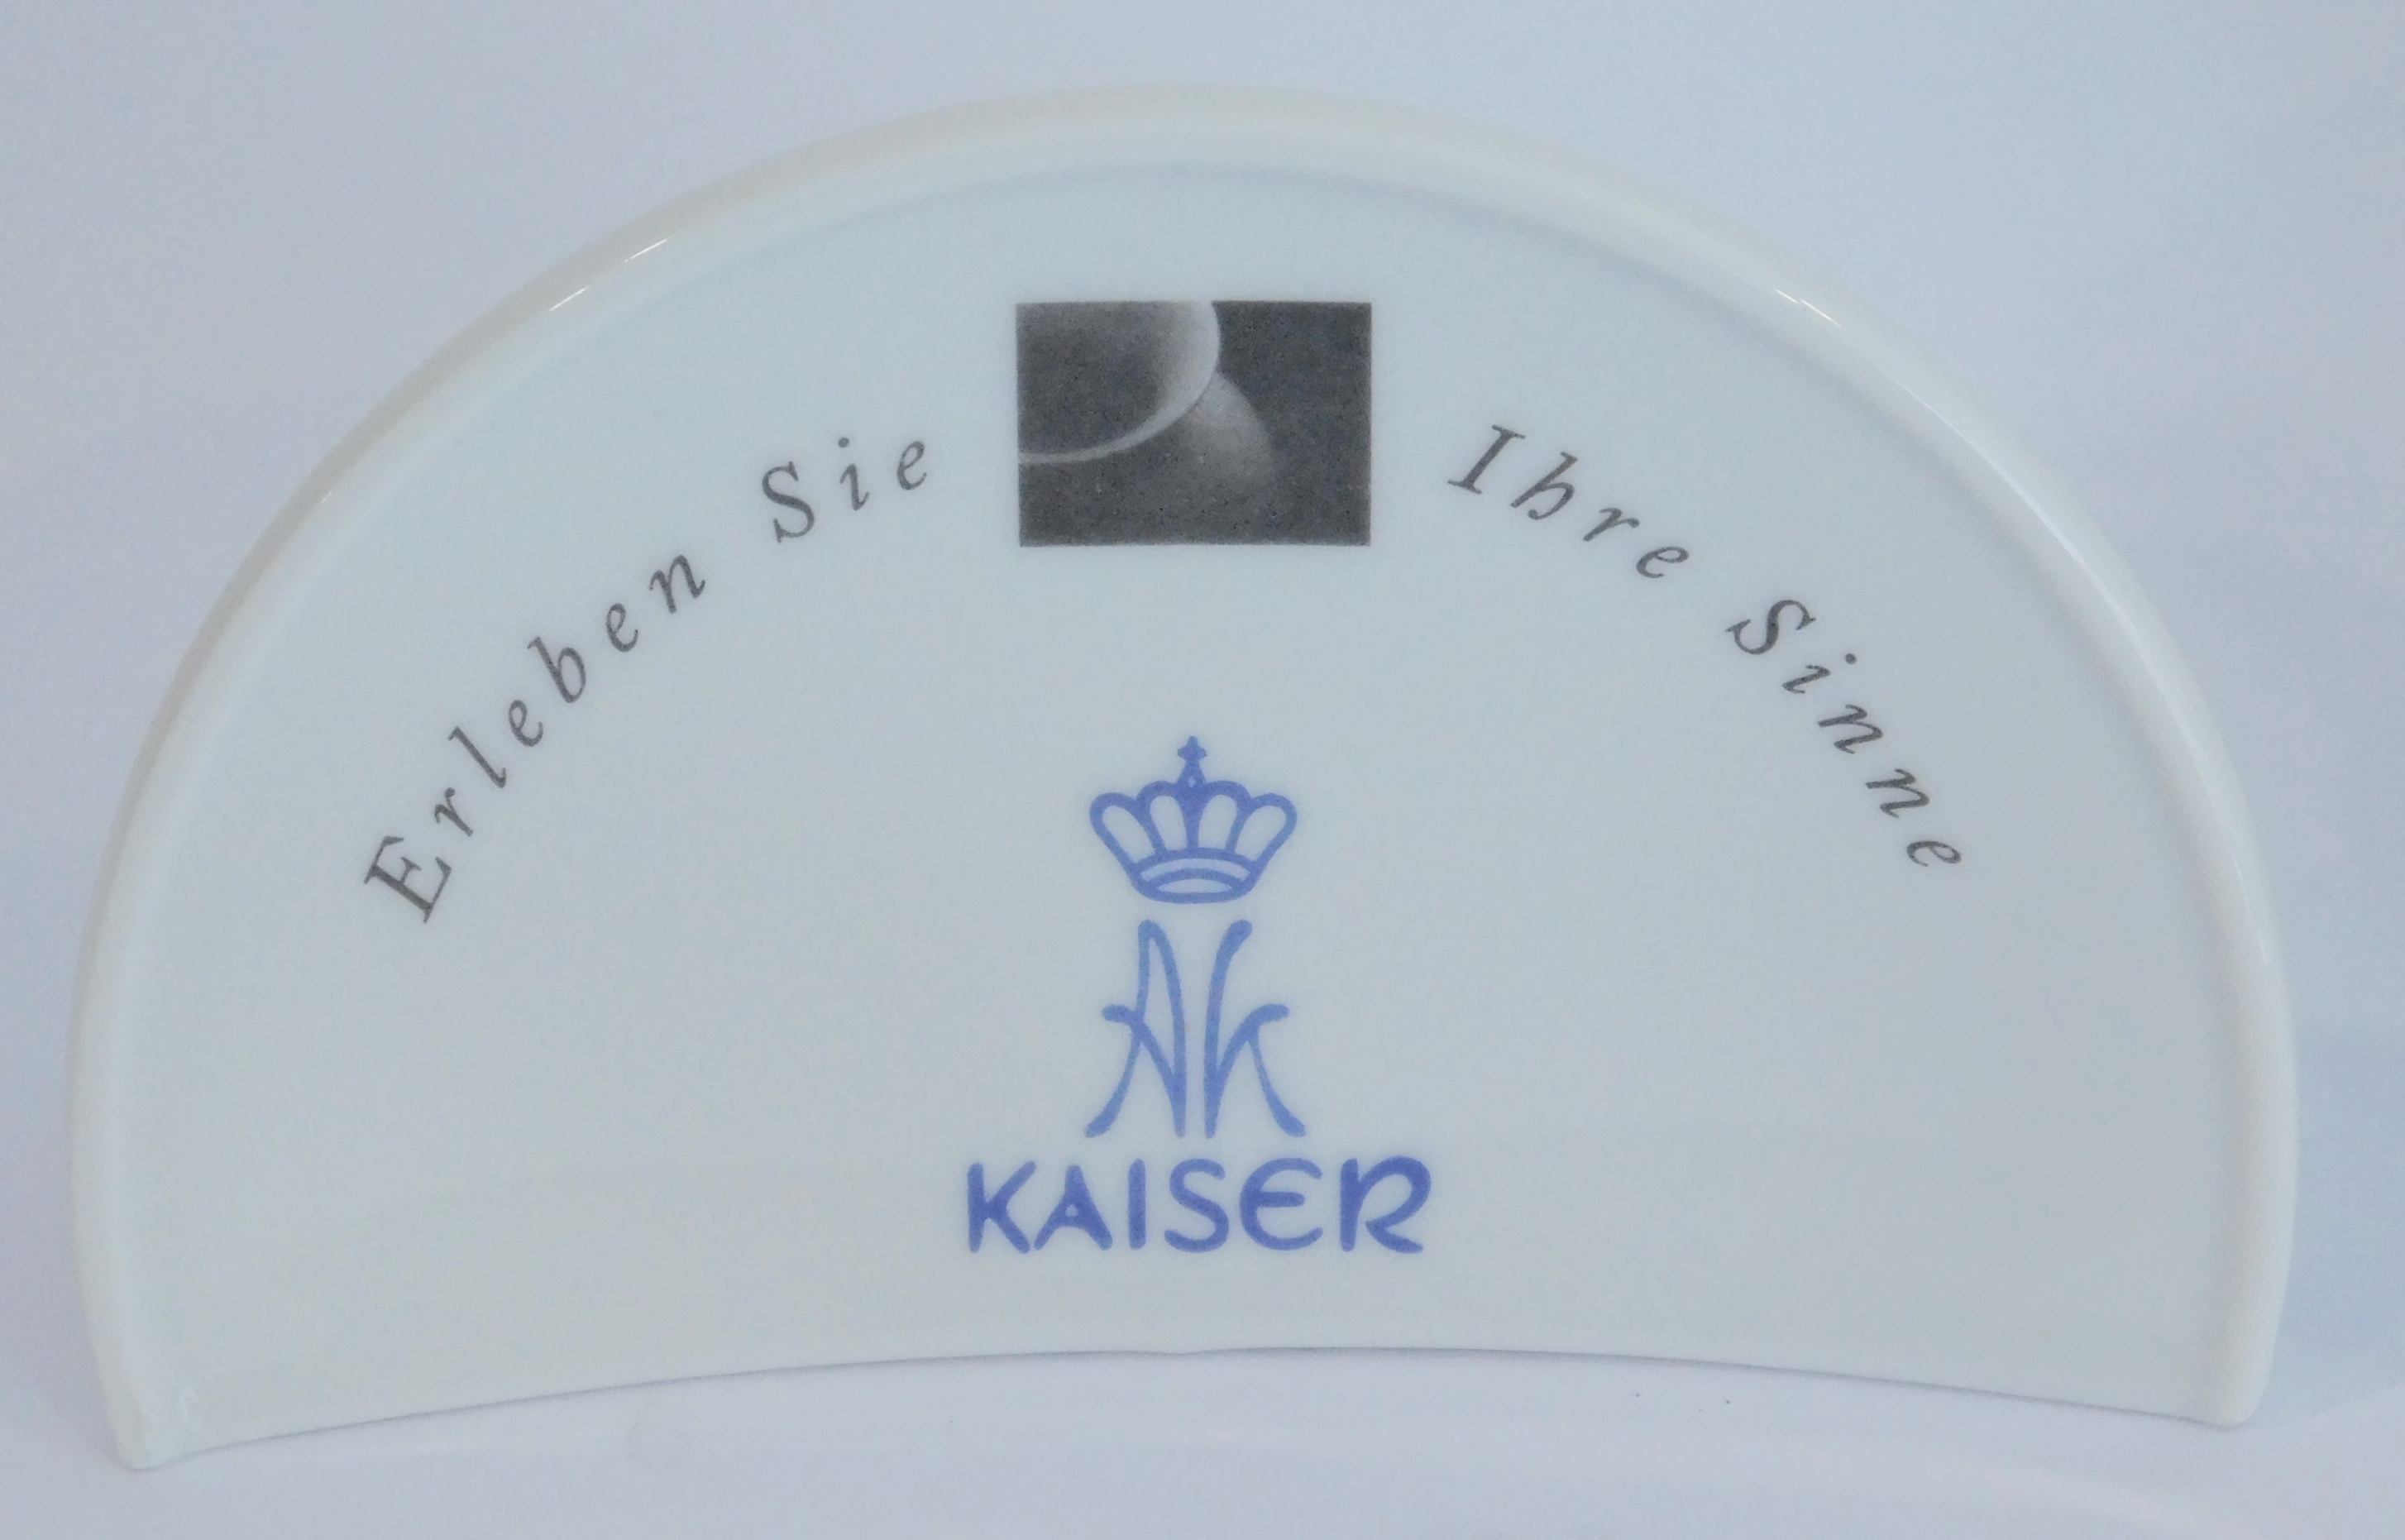 Erleben Sie Ihre Sinne
AK
KAISER